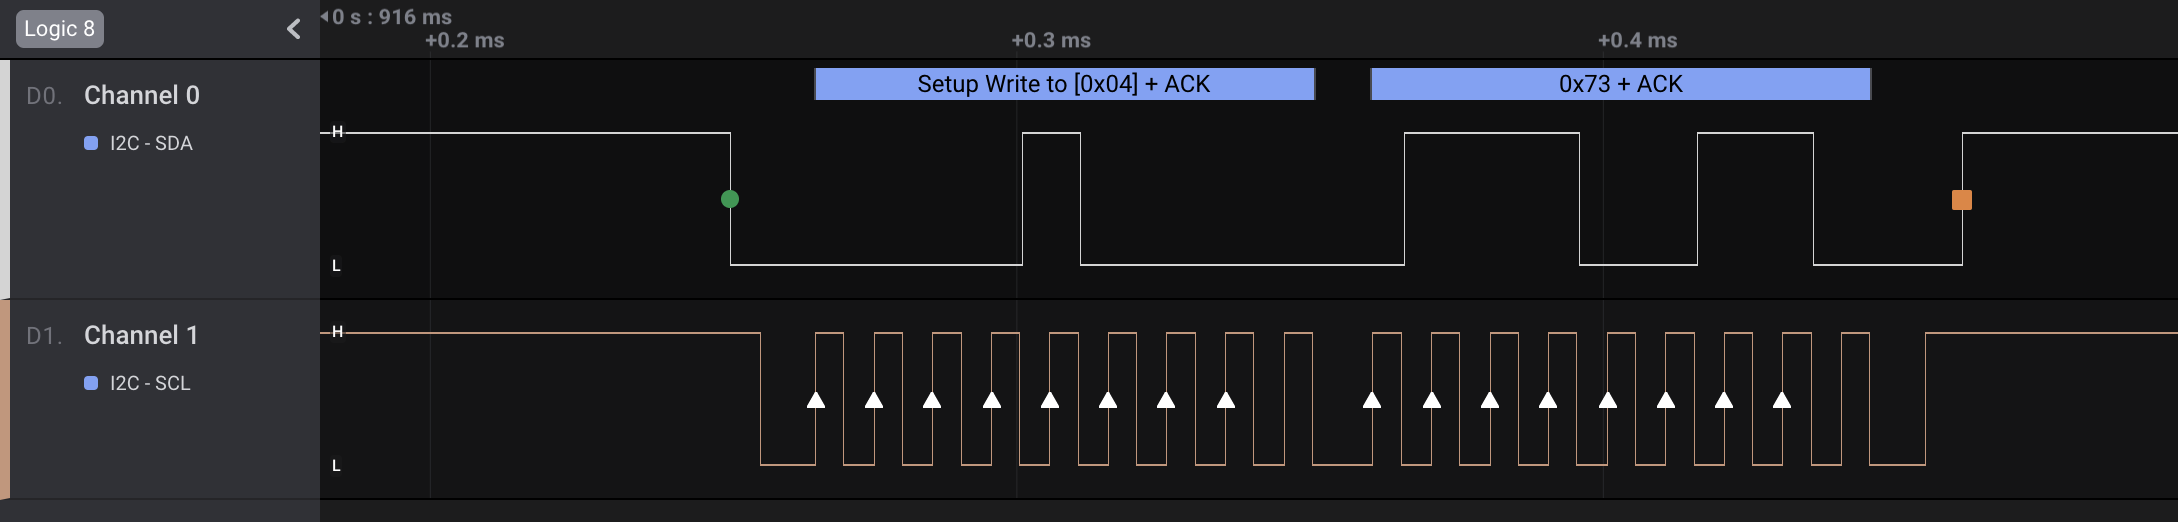 Logic 8
0 s : 916 ms
+0.2 ms
+0.3 ms
+0.4 ms
D0. Channel 0
I2C - SDA
H
L
Setup Write to [0x04] + ACK
0x73 + ACK
D1. Channel 1
I2C - SCL
H
L